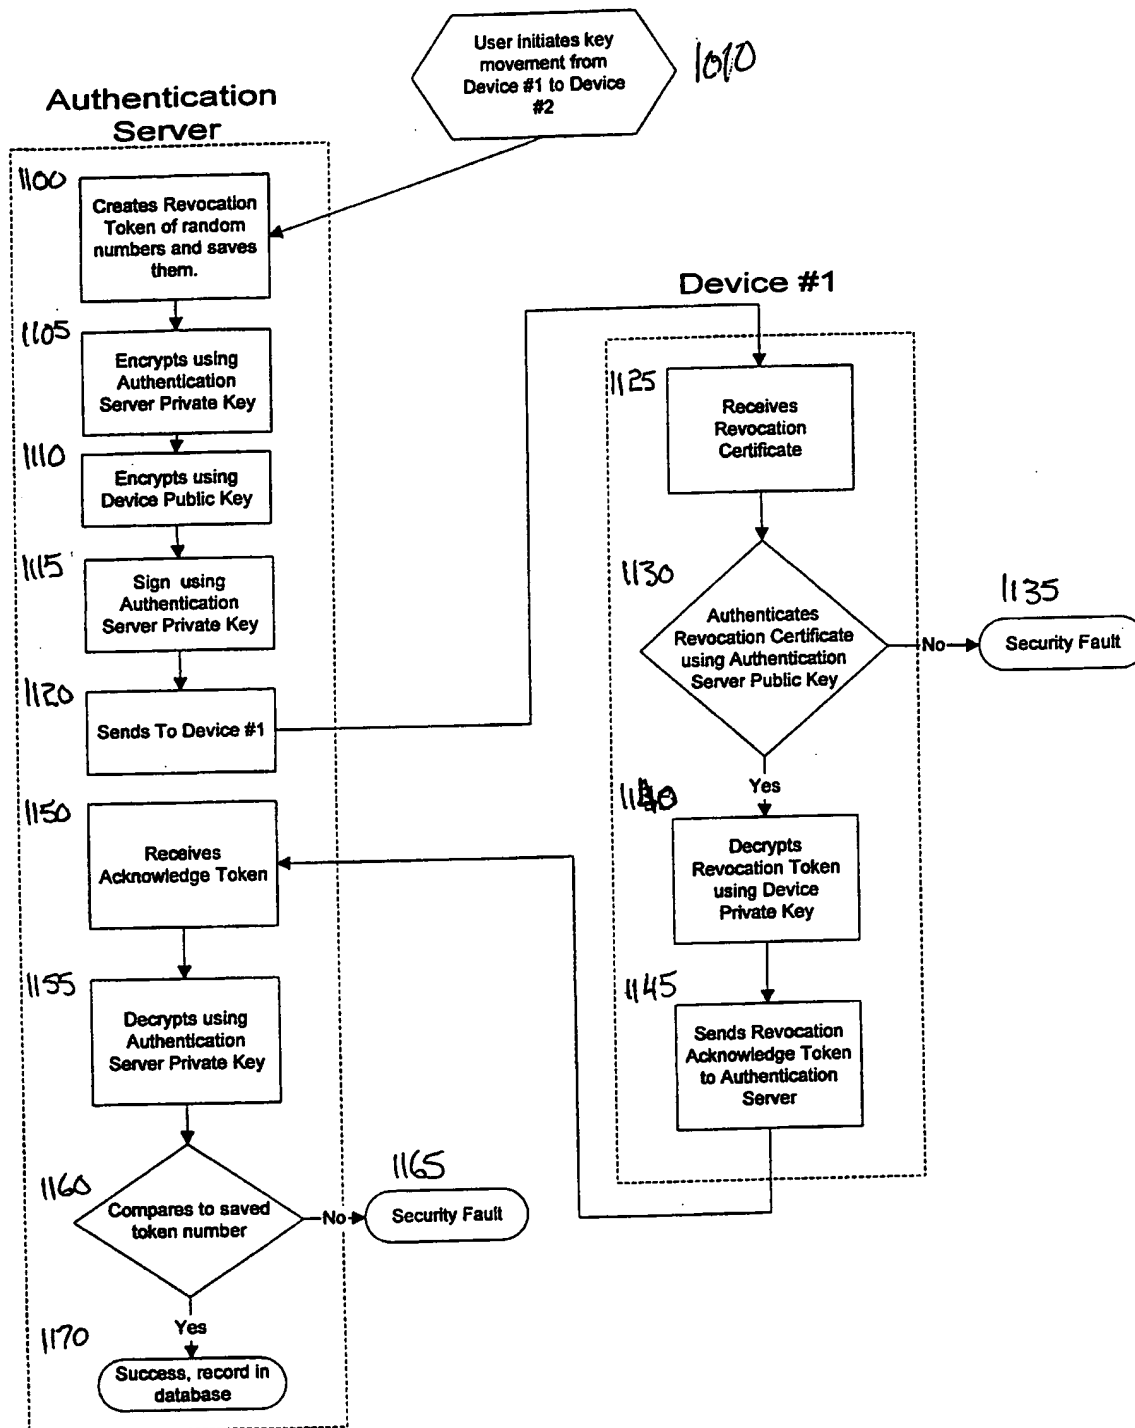 User initiates key
movement from
Device #1 to Device
#2
1010
Authentication
Server
1100
Creates Revocation
Token of random
numbers and saves
them.
1105
Encrypts using
Authentication
Server Private Key
1110
Encrypts using
Device Public Key
1115
Sign using
Authentication
Server Private Key
1120
Sends To Device #1
Device #1
1125
Receives
Revocation
Certificate
1130
Authenticates
Revocation Certificate
using Authentication
Server Public Key
No
1135
Security Fault
Yes
1140
Decrypts
Revocation Token
using Device
Private Key
1145
Sends Revocation
Acknowledge Token
to Authentication
Server
1150
Receives
Acknowledge Token
1155
Decrypts using
Authentication
Server Private Key
1160
Compares to saved
token number
No
1165
Security Fault
Yes
1170
Success, record in
database